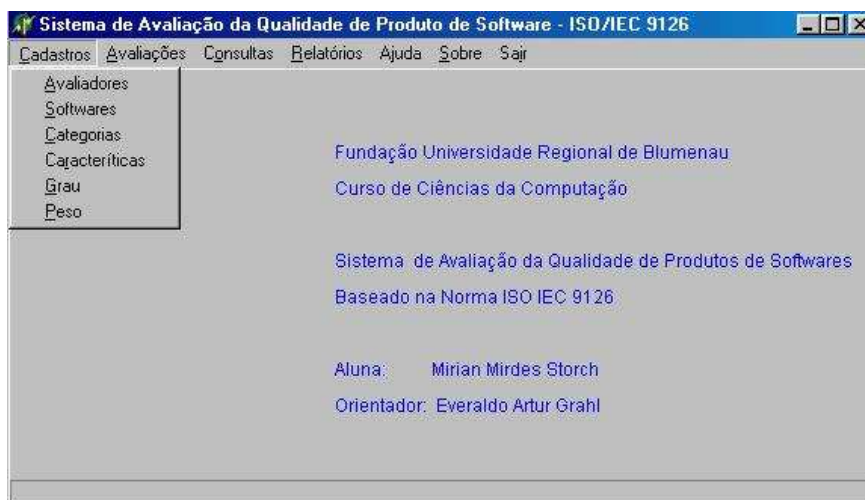 Sistema de Avaliação da Qualidade de Produto de Software - ISO/IEC 9126
Cadastros Avaliações Consultas Relatórios Ajuda Sobre Sair
Avaliadores
Softwares
Categorias
Caracteríticas
Grau
Peso
Fundação Universidade Regional de Blumenau
Curso de Ciências da Computação
Sistema de Avaliação da Qualidade de Produtos de Softwares
Baseado na Norma ISO IEC 9126
Aluna: Mirian Mirdes Storch
Orientador: Everaldo Artur Grahl